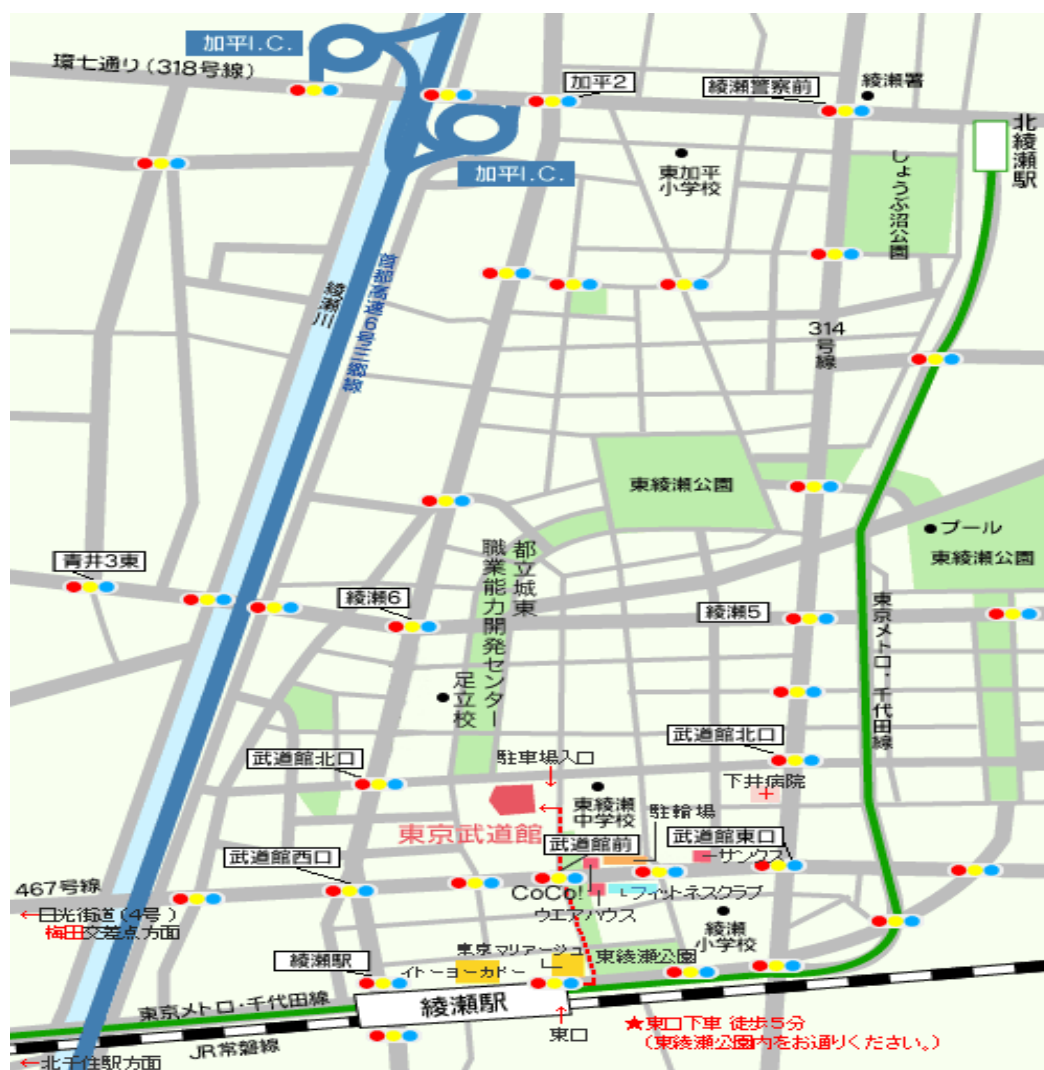 加平I.C.
環七通り(318号線)
加平2
綾瀬警察前
綾瀬署
北綾瀬駅
加平I.C.
東加平
小学校
しょうぶ沼公園
綾瀬川
314号線
東綾瀬公園
プール
東綾瀬公園
青井3東
綾瀬6
都立城東
職業能力開発センター
足立校
綾瀬5
東京メトロ・千代田線
武道館北口
武道館北口
駐車場入口
下井病院
東綾瀬
中学校
駐輪場
東京武道館
武道館前
武道館東口
武道館西口
サンクス
467号線
CoCo!
フィットネスクラブ
ウエアハウス
←日光街道(4号)
梅田交差点方面
綾瀬
小学校
東京マリアージュ
東綾瀬公園
綾瀬駅
イトーヨーカドー
綾瀬駅
東京メトロ・千代田線
東口
★東口下車 徒歩5分
(東綾瀬公園内をお通りください。)
JR常磐線
←北千住駅方面